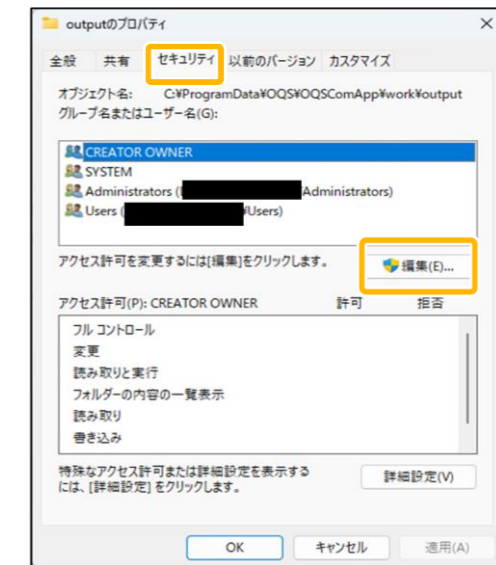 outputのプロパティ
全般 共有 セキュリティ 以前のバージョン カスタマイズ
オブジェクト名: C:¥ProgramData¥OQS¥OQSComApp¥work¥output
グループ名またはユーザー名(G):
CREATOR OWNER
SYSTEM
Administrators ( Administrators)
Users ( ¥Users)
アクセス許可を変更するには[編集]をクリックします。
編集(E)...
アクセス許可(P): CREATOR OWNER 許可 拒否
フル コントロール
変更
読み取りと実行
フォルダーの内容の一覧表示
読み取り
書き込み
特殊なアクセス許可または詳細設定を表示する
には、[詳細設定] をクリックします。
詳細設定(V)
OK キャンセル 適用(A)